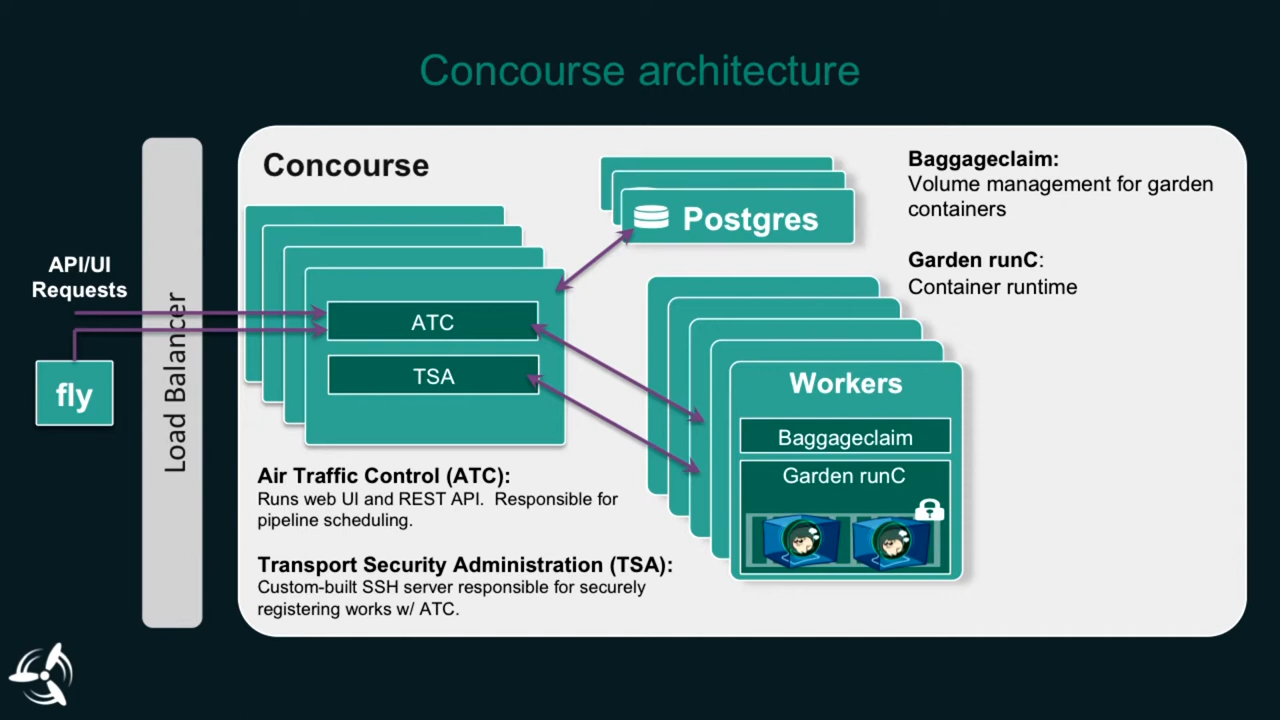 Concourse architecture
API/UI
Requests
fly
Load Balancer
Concourse
ATC
TSA
Postgres
Workers
Baggageclaim
Garden runC
Baggageclaim:
Volume management for garden
containers
Garden runC:
Container runtime
Air Traffic Control (ATC):
Runs web UI and REST API.  Responsible for
pipeline scheduling.
Transport Security Administration (TSA):
Custom-built SSH server responsible for securely
registering works w/ ATC.